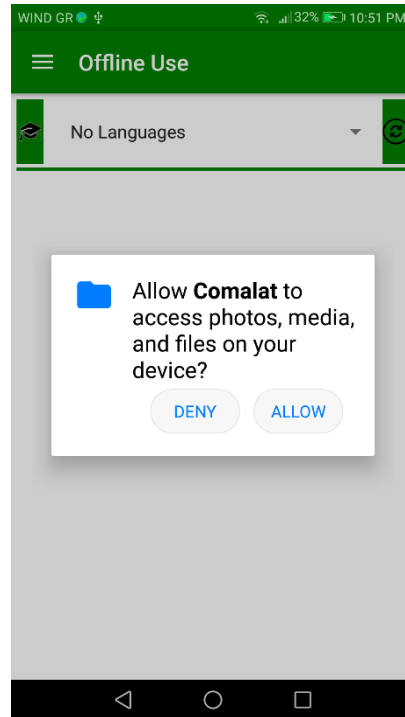 WIND GR 32% 10:51 PM
Offline Use
No Languages
Allow Comalat to
access photos, media,
and files on your
device?
DENY ALLOW